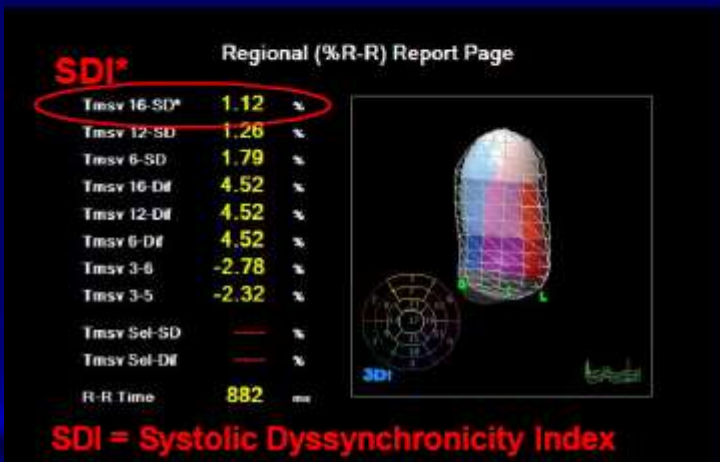 SDI*
Regional (%R-R) Report Page
Tmsv 16-SD* 1.12 %
Tmsv 12-SD 1.26 %
Tmsv 6-SD 1.79 %
Tmsv 16-Dif 4.52 %
Tmsv 12-Dif 4.52 %
Tmsv 6-Dif 4.52 %
Tmsv 3-6 -2.78 %
Tmsv 3-5 -2.32 %
Tmsv Sel-SD ---- %
Tmsv Sel-Dif ---- %
R-R Time 882 ms
L
3DI
SDI = Systolic Dyssynchronicity Index